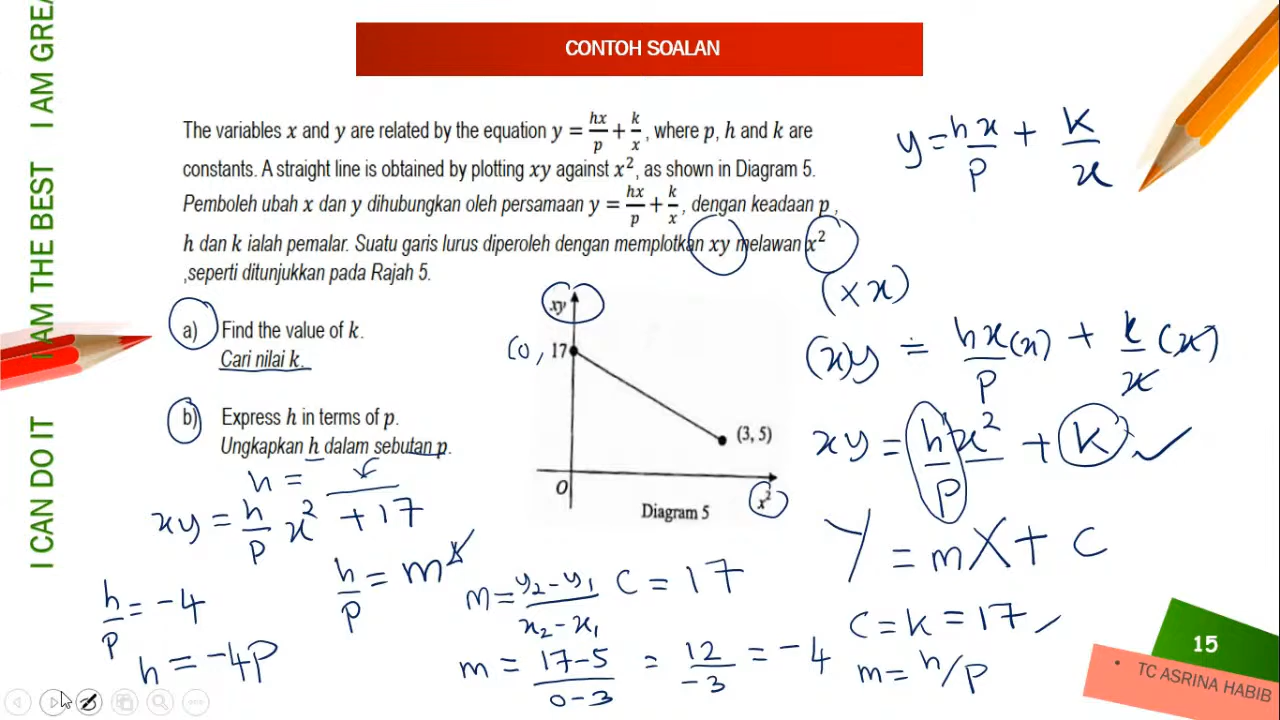 CONTOH SOALAN
I CAN DO IT I AM THE BEST I AM GREA
The variables x and y are related by the equation y = hx/p + k/x, where p, h and k are
constants. A straight line is obtained by plotting xy against x², as shown in Diagram 5.
Pemboleh ubah x dan y dihubungkan oleh persamaan y = hx/p + k/x, dengan keadaan p ,
h dan k ialah pemalar. Suatu garis lurus diperoleh dengan memplotkan xy melawan x²
,seperti ditunjukkan pada Rajah 5.
a) Find the value of k.
Cari nilai k.
b) Express h in terms of p.
Ungkapkan h dalam sebutan p.
h =
xy = h/p x² + 17
h/p = m
h/p = -4
h = -4p
xy
(0, 17
(3, 5)
O
x²
Diagram 5
m = y₂ - y₁ / x₂ - x₁
C = 17
m = 17 - 5 / 0 - 3 = 12 / -3 = -4
y = hx/p + k/x
(× x)
(x)y = hx/p (x) + k/x (x)
xy = h/p x² + k
Y = mX + C
C = k = 17
m = h/p
15
• TC ASRINA HABIB